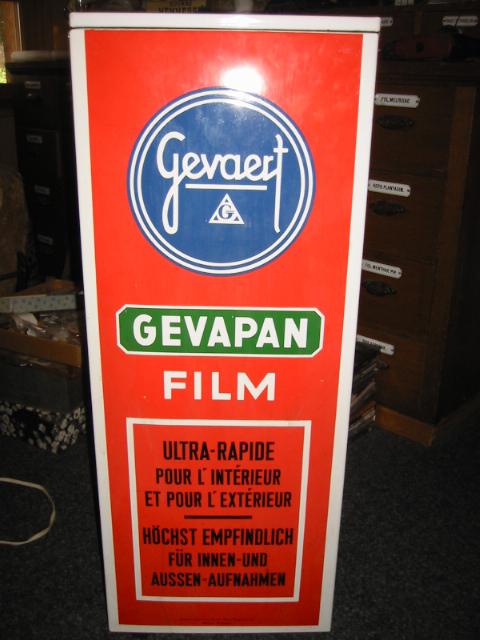 Gevaert
G
GEVAPAN
FILM
ULTRA-RAPIDE
POUR L'INTÉRIEUR
ET POUR L'EXTÉRIEUR
HÖCHST EMPFINDLICH
FÜR INNEN-UND
AUSSEN-AUFNAHMEN